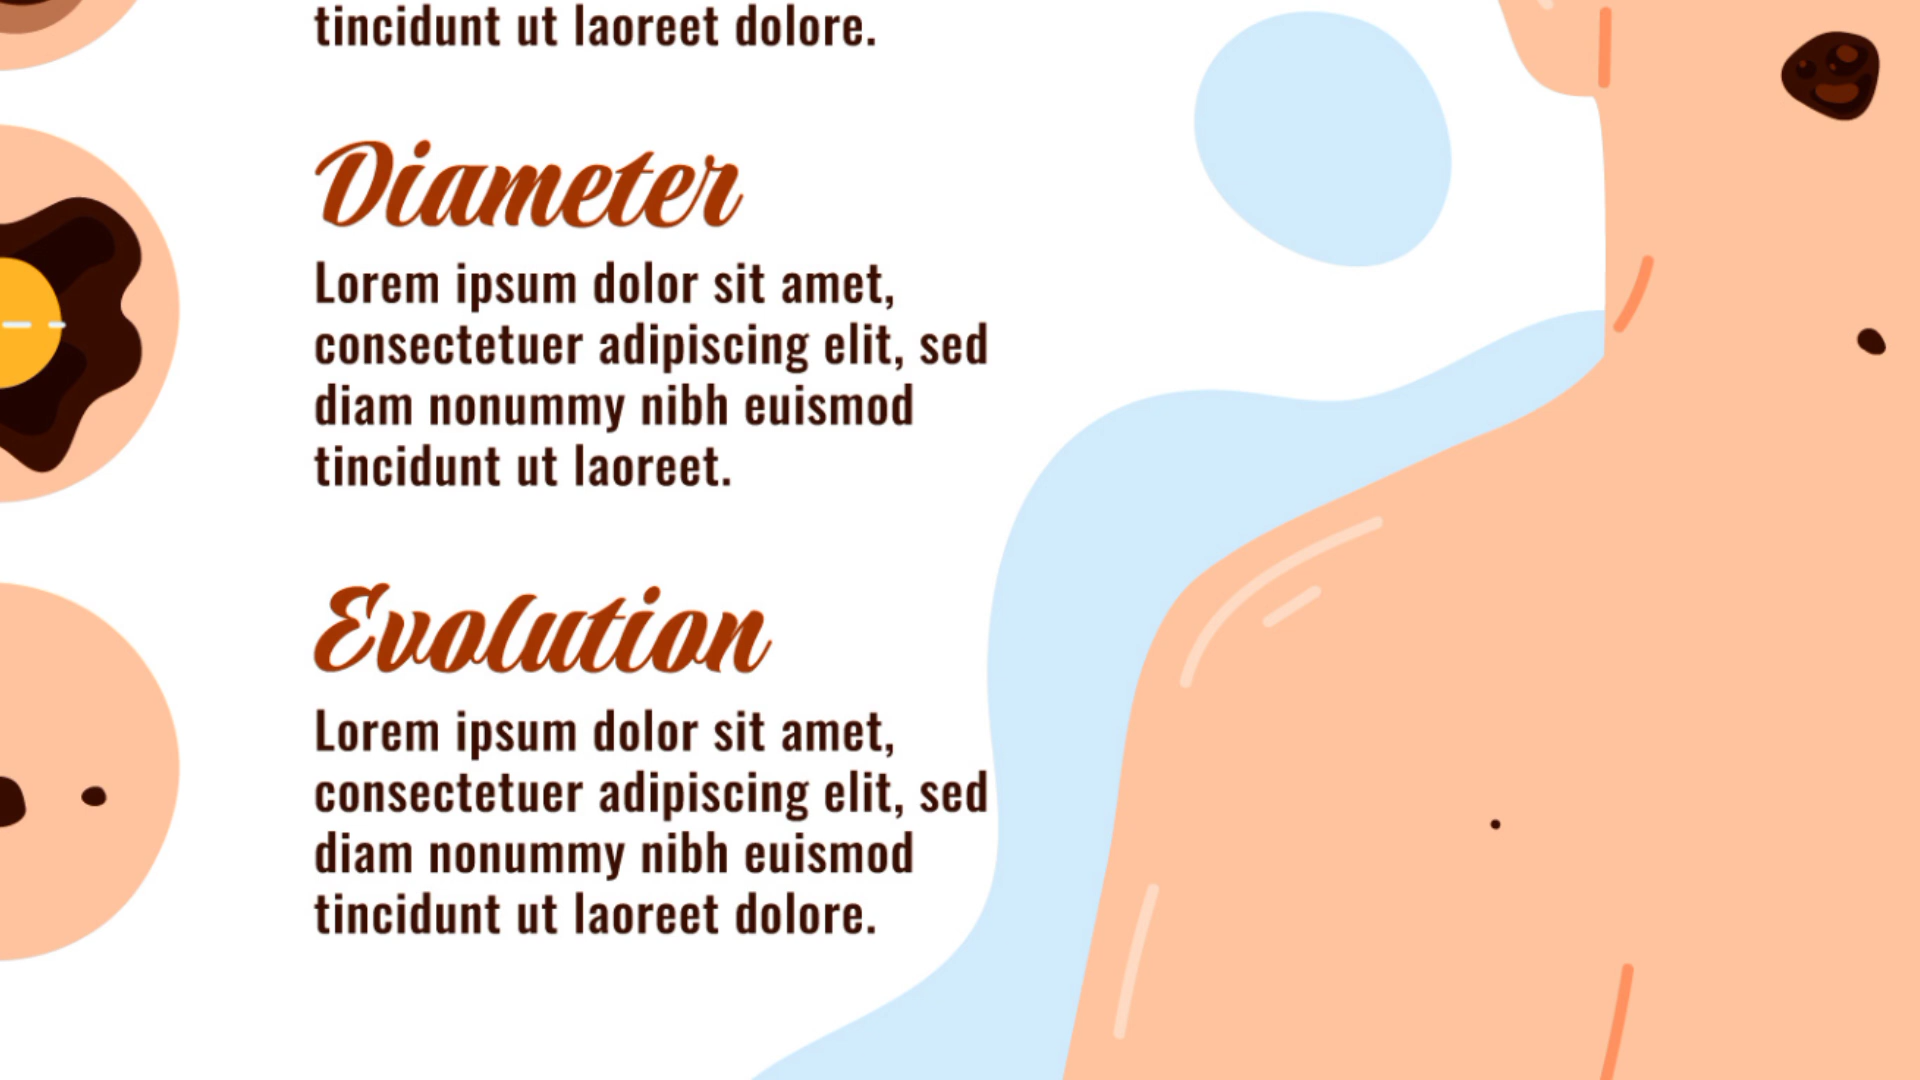 tincidunt ut laoreet dolore.
Diameter
Lorem ipsum dolor sit amet,
consectetuer adipiscing elit, sed
diam nonummy nibh euismod
tincidunt ut laoreet.
Evolution
Lorem ipsum dolor sit amet,
consectetuer adipiscing elit, sed
diam nonummy nibh euismod
tincidunt ut laoreet dolore.